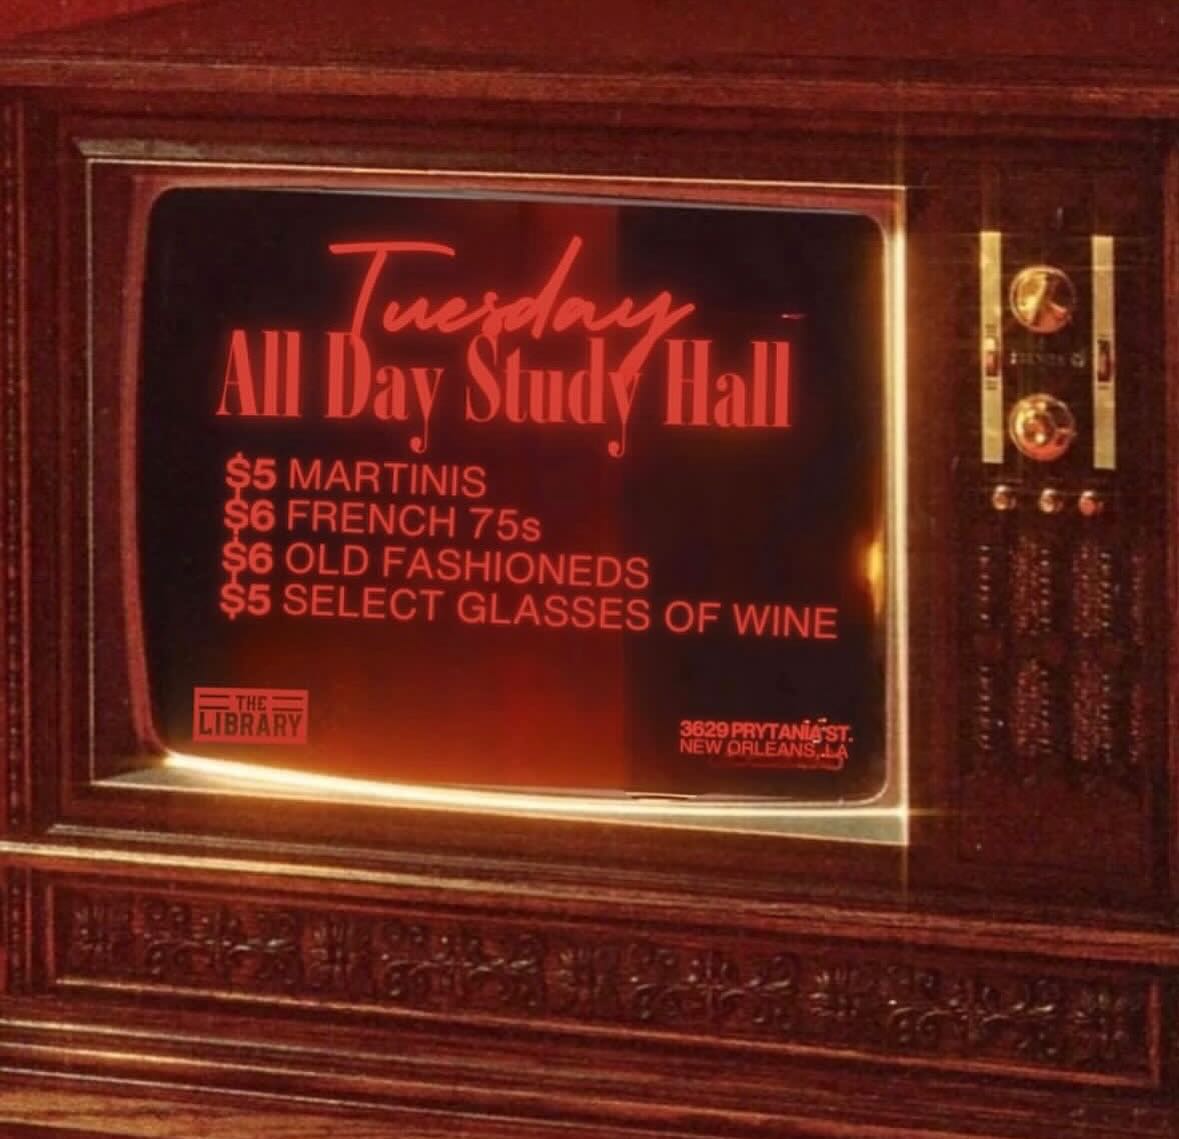 Tuesday
All Day Study Hall
$5 MARTINIS
$6 FRENCH 75s
$6 OLD FASHIONEDS
$5 SELECT GLASSES OF WINE
THE
LIBRARY
3629 PRYTANIA ST.
NEW ORLEANS, LA